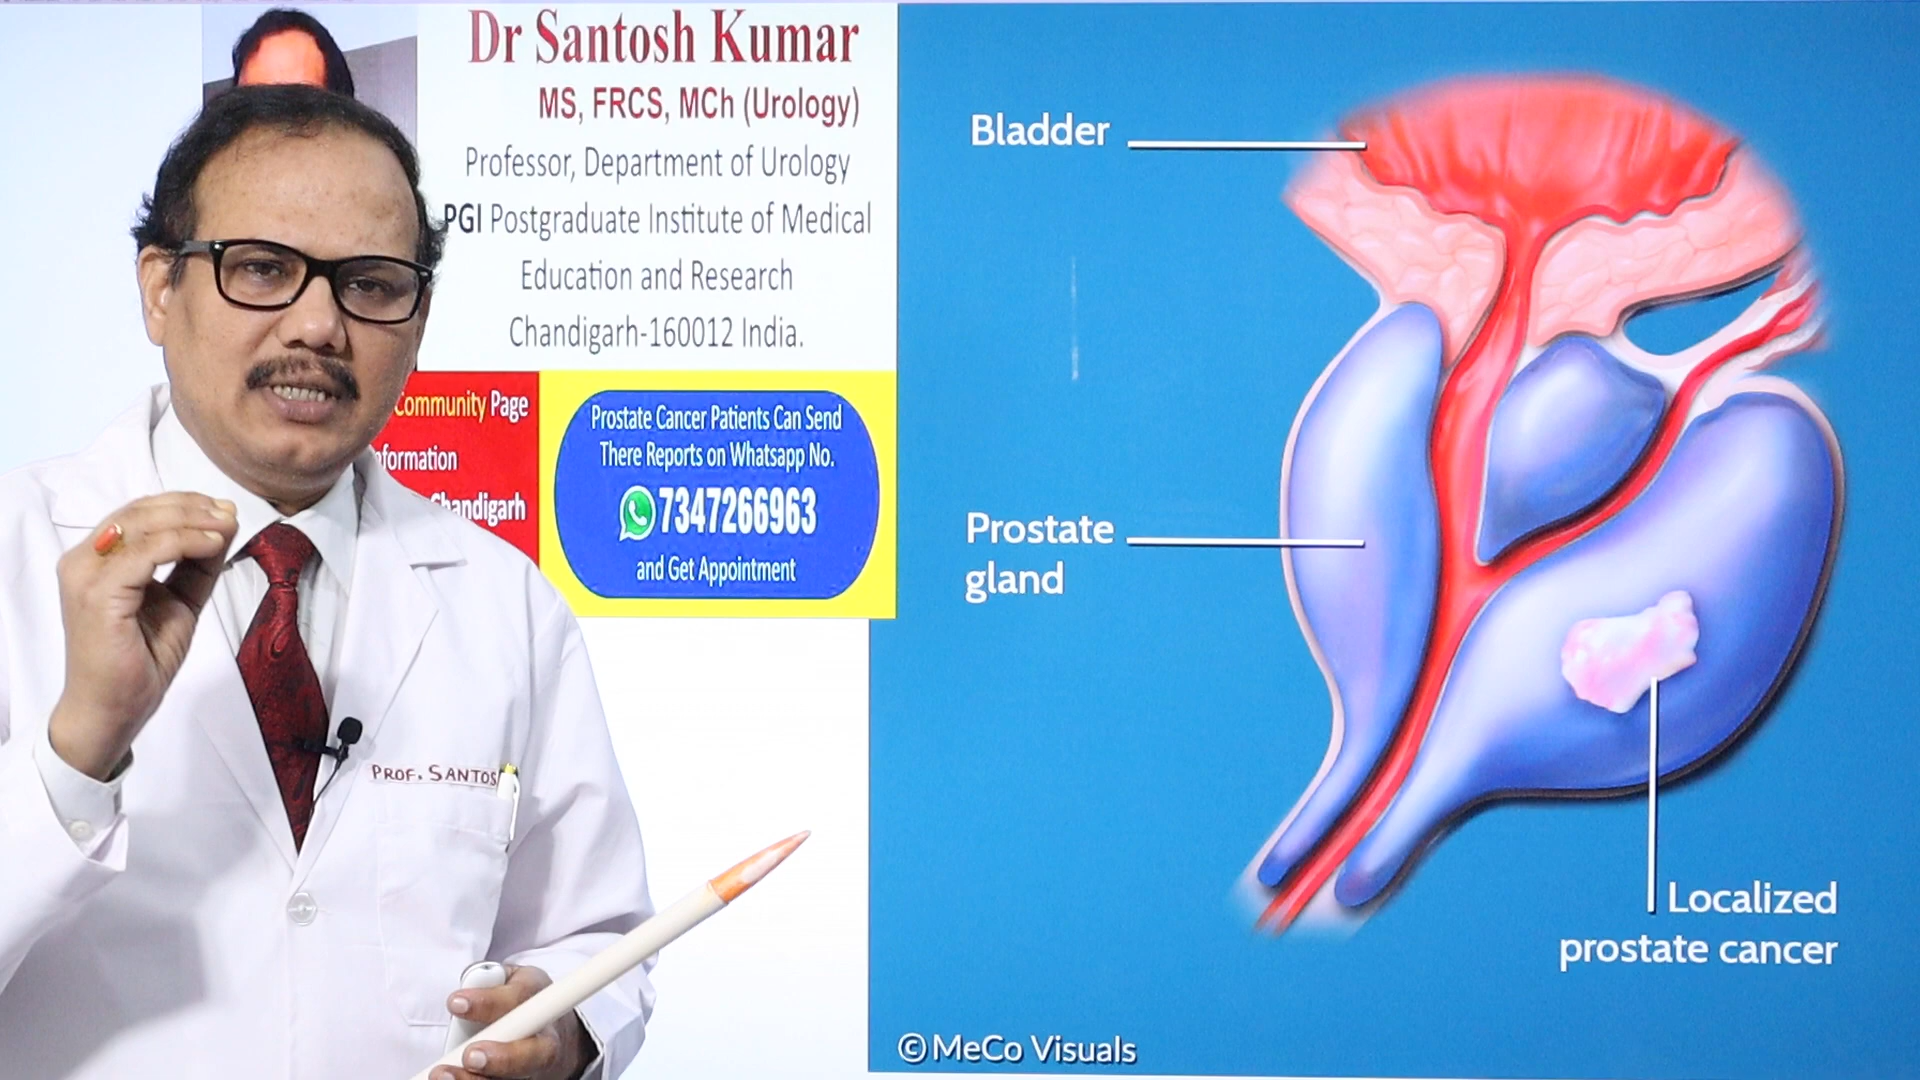 Dr Santosh Kumar
MS, FRCS, MCh (Urology)
Professor, Department of Urology
PGI Postgraduate Institute of Medical
Education and Research
Chandigarh-160012 India.
Community Page
Chandigarh
Prostate Cancer Patients Can Send
There Reports on Whatsapp No.
7347266963
and Get Appointment
PROF. SANTOS
Bladder
Prostate
gland
Localized
prostate cancer
©MeCo Visuals